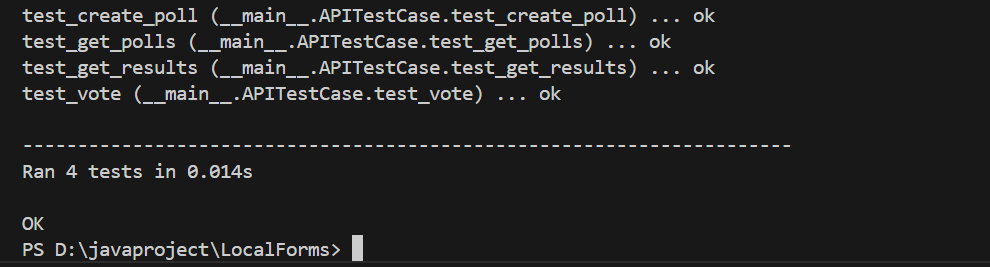 test_create_poll (__main__.APITestCase.test_create_poll) ... ok
test_get_polls (__main__.APITestCase.test_get_polls) ... ok
test_get_results (__main__.APITestCase.test_get_results) ... ok
test_vote (__main__.APITestCase.test_vote) ... ok
----------------------------------------------------------------------
Ran 4 tests in 0.014s
OK
PS D:\javaproject\LocalForms>